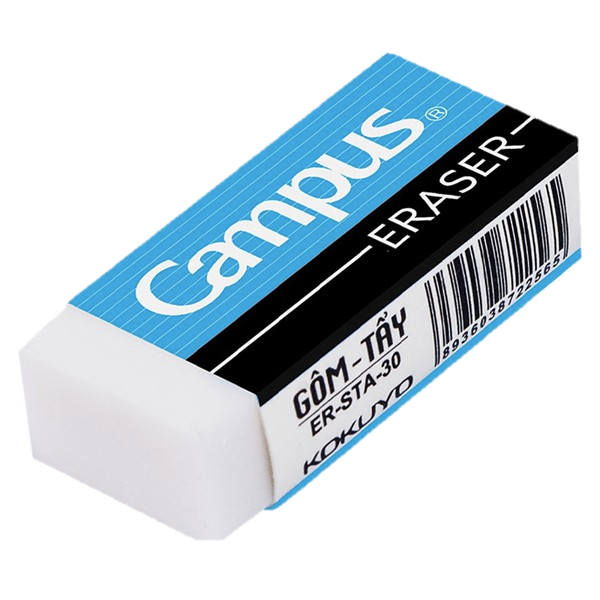 Campus®
ERASER
GÔM-TẨY
ER-STA-30
KOKUYO
8936038722565